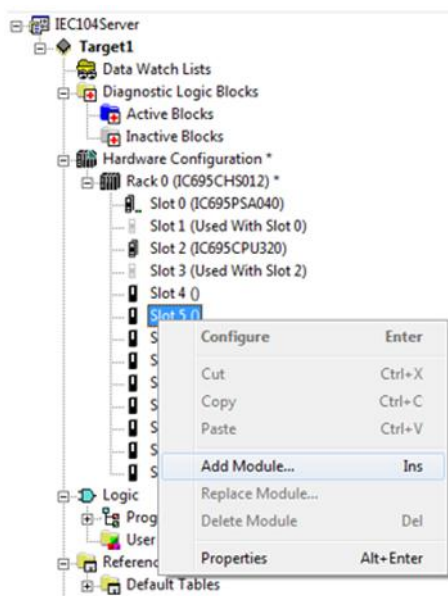 IEC104Server
Target1
Data Watch Lists
Diagnostic Logic Blocks
Active Blocks
Inactive Blocks
Hardware Configuration *
Rack 0 (IC695CHS012) *
Slot 0 (IC695PSA040)
Slot 1 (Used With Slot 0)
Slot 2 (IC695CPU320)
Slot 3 (Used With Slot 2)
Slot 4 ()
Slot 5 ()
S
Configure Enter
S
Cut Ctrl+X
S
Copy Ctrl+C
S
Paste Ctrl+V
S
S
Add Module... Ins
S
Logic
Replace Module...
Prog
Delete Module Del
User
Referenc
Properties Alt+Enter
Default Tables